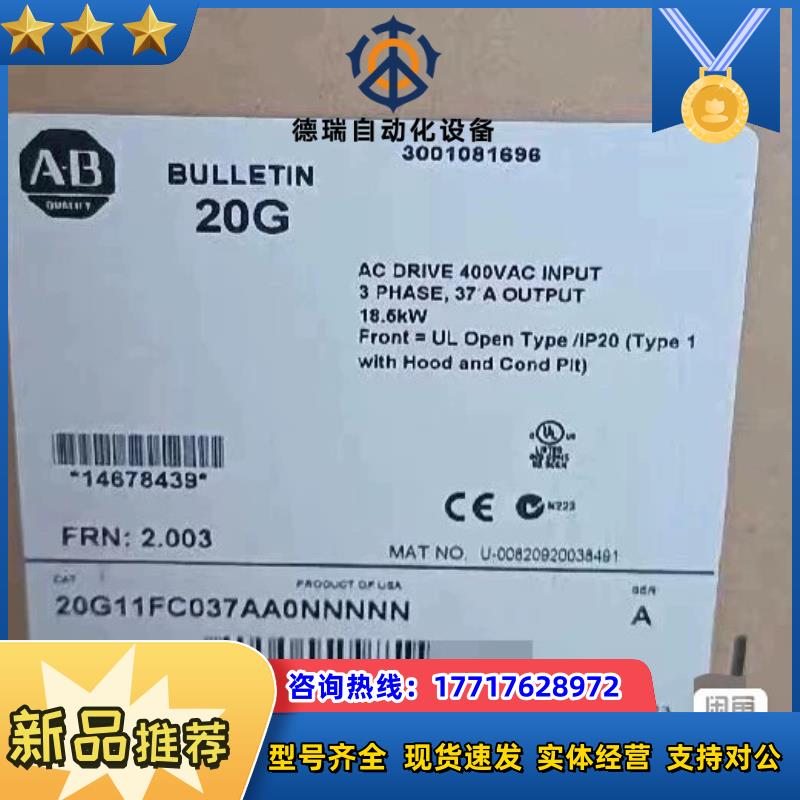 德瑞自动化设备
3001081696
A-B
QUALITY
BULLETIN
20G
AC DRIVE 400VAC INPUT
3 PHASE, 37 A OUTPUT
18.5kW
Front = UL Open Type /IP20 (Type 1
with Hood and Cond Plt)
*14678439*
UL
LISTED
CE
N223
FRN: 2.003
MAT NO. U-00820920038491
CAT
PRODUCT OF USA
SER
20G11FC037AA0NNNNN
A
咨询热线：17717628972
新品推荐
型号齐全 现货速发 实体经营 支持对公